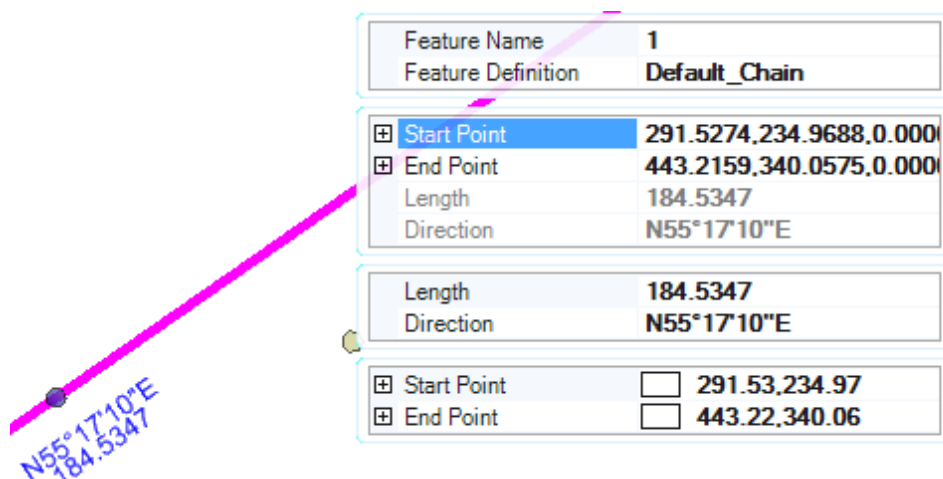 Feature Name 1
Feature Definition Default_Chain
Start Point 291.5274,234.9688,0.000
End Point 443.2159,340.0575,0.000
Length 184.5347
Direction N55°17'10"E
Length 184.5347
Direction N55°17'10"E
Start Point 291.53,234.97
End Point 443.22,340.06
N55°17'10"E
184.5347